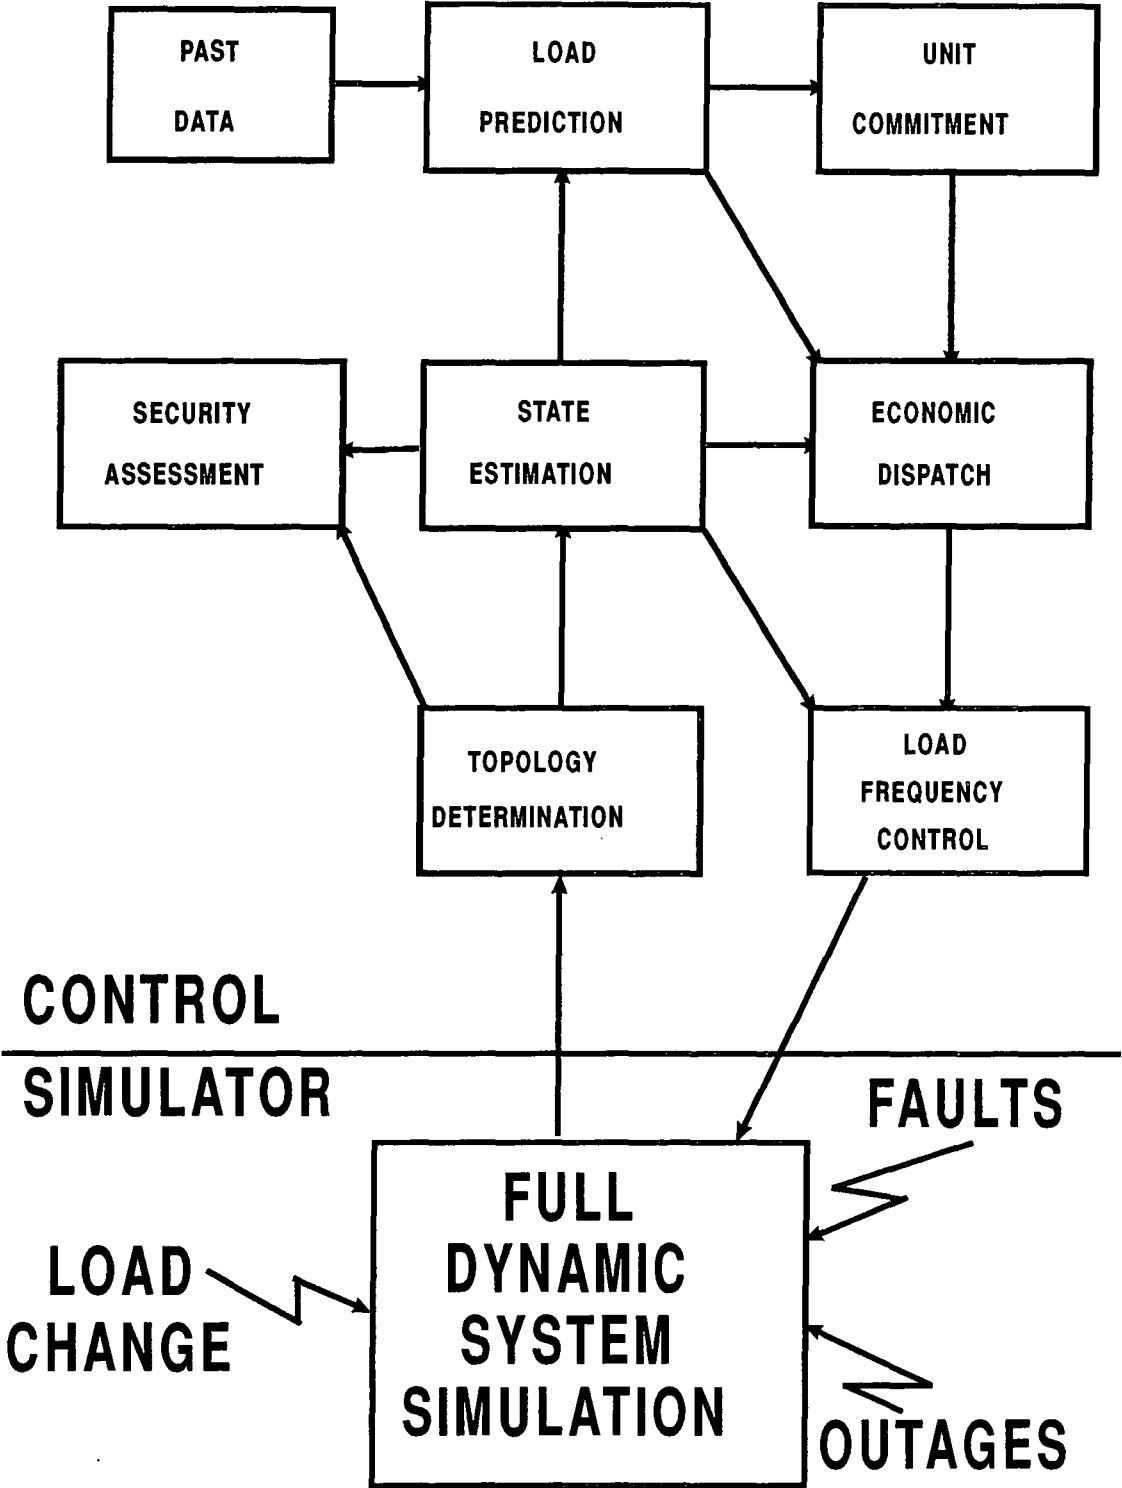 PAST
DATA
LOAD
PREDICTION
UNIT
COMMITMENT
SECURITY
ASSESSMENT
STATE
ESTIMATION
ECONOMIC
DISPATCH
TOPOLOGY
DETERMINATION
LOAD
FREQUENCY
CONTROL
CONTROL
SIMULATOR
FAULTS
FULL
DYNAMIC
SYSTEM
SIMULATION
LOAD
CHANGE
OUTAGES